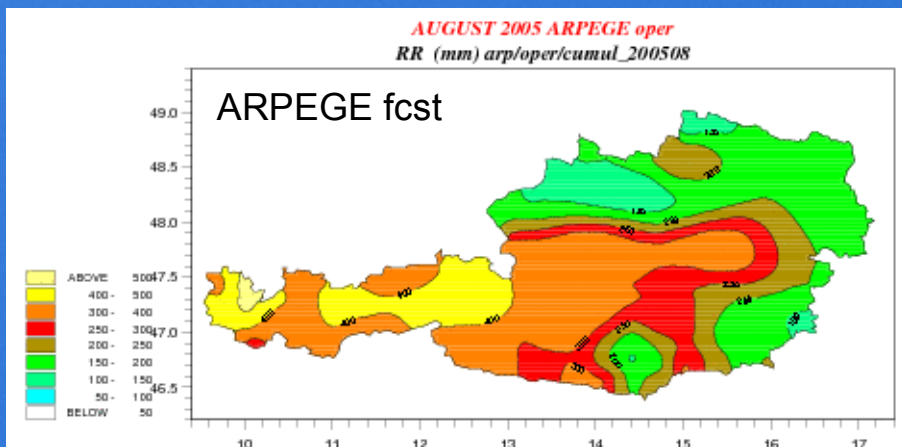 AUGUST 2005 ARPEGE oper
RR (mm) arp/oper/cumul_200508
ARPEGE fcst
49.0
48.5
48.0
47.5
47.0
46.5
ABOVE 500
400 - 500
300 - 400
250 - 300
200 - 250
150 - 200
100 - 150
50 - 100
BELOW 50
10 11 12 13 14 15 16 17